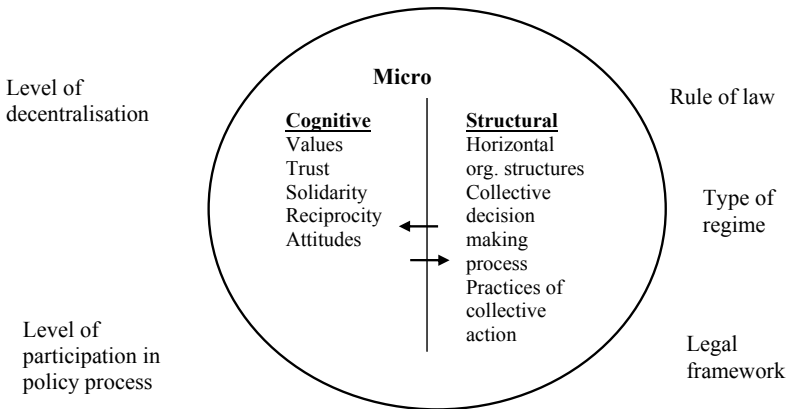 Micro
Level of
decentralisation
Cognitive
Values
Trust
Solidarity
Reciprocity
Attitudes
Structural
Horizontal
org. structures
Collective
decision
making
process
Practices of
collective
action
Rule of law
Type of
regime
Level of
participation in
policy process
Legal
framework